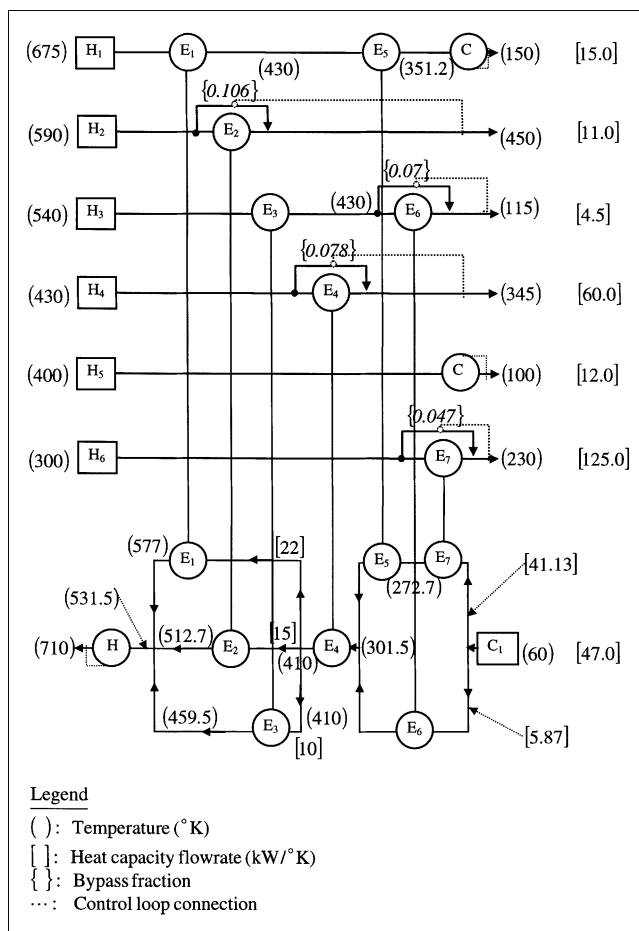 (675) H1 E1 E5 C (150) [15.0]
(430) (351.2)
{0.106}
(590) H2 E2 (450) [11.0]
{0.07}
(540) H3 E3 (430) E6 (115) [4.5]
{0.078}
(430) H4 E4 (345) [60.0]
(400) H5 C (100) [12.0]
{0.047}
(300) H6 E7 (230) [125.0]
(577) E1 [22] E5 E7
(272.7) [41.13]
(531.5)
(710) H (512.7) E2 [15] E4 (301.5) C1 (60) [47.0]
(410)
(459.5) E3 (410) E6 [5.87]
[10]
Legend
( ): Temperature (°K)
[ ]: Heat capacity flowrate (kW/°K)
{ }: Bypass fraction
···: Control loop connection